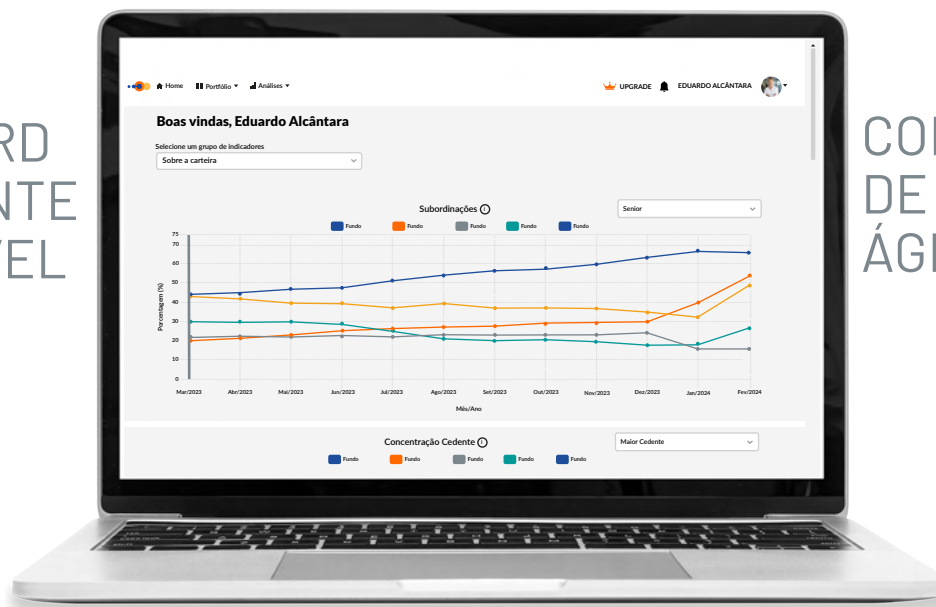 RD
NTE
VEL
Home Portfólio Análises UPGRADE EDUARDO ALCÂNTARA
Boas vindas, Eduardo Alcântara
Selecione um grupo de indicadores
Sobre a carteira
Subordinações
Senior
Fundo Fundo Fundo Fundo Fundo
Porcentagem (%)
75
70
60
50
40
30
20
10
0
Mar/2023 Abr/2023 Mai/2023 Jun/2023 Jul/2023 Ago/2023 Set/2023 Out/2023 Nov/2023 Dez/2023 Jan/2024 Fev/2024
Mês/Ano
Concentração Cedente
Maior Cedente
Fundo Fundo Fundo Fundo Fundo
DE